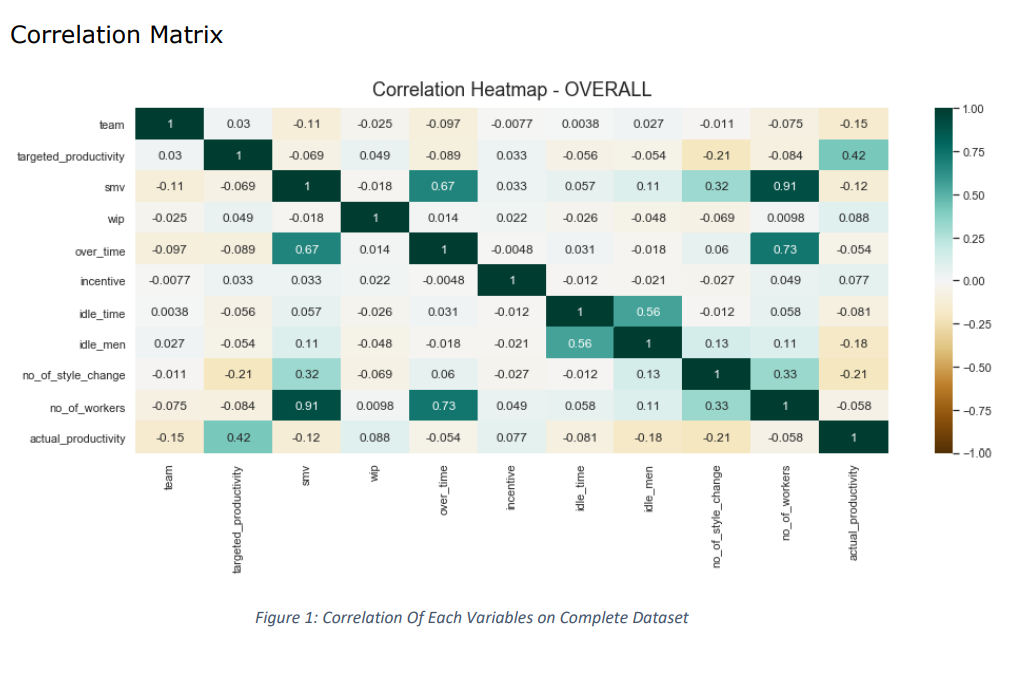 Correlation Matrix
Correlation Heatmap - OVERALL
team 1 0.03 -0.11 -0.025 -0.097 -0.0077 0.0038 0.027 -0.011 -0.075 -0.15
targeted_productivity 0.03 1 -0.069 0.049 -0.089 0.033 -0.056 -0.054 -0.21 -0.084 0.42
smv -0.11 -0.069 1 -0.018 0.67 0.033 0.057 0.11 0.32 0.91 -0.12
wip -0.025 0.049 -0.018 1 0.014 0.022 -0.026 -0.048 -0.069 0.0098 0.088
over_time -0.097 -0.089 0.67 0.014 1 -0.0048 0.031 -0.018 0.06 0.73 -0.054
incentive -0.0077 0.033 0.033 0.022 -0.0048 1 -0.012 -0.021 -0.027 0.049 0.077
idle_time 0.0038 -0.056 0.057 -0.026 0.031 -0.012 1 0.56 -0.012 0.058 -0.081
idle_men 0.027 -0.054 0.11 -0.048 -0.018 -0.021 0.56 1 0.13 0.11 -0.18
no_of_style_change -0.011 -0.21 0.32 -0.069 0.06 -0.027 -0.012 0.13 1 0.33 -0.21
no_of_workers -0.075 -0.084 0.91 0.0098 0.73 0.049 0.058 0.11 0.33 1 -0.058
actual_productivity -0.15 0.42 -0.12 0.088 -0.054 0.077 -0.081 -0.18 -0.21 -0.058 1
team targeted_productivity smv wip over_time incentive idle_time idle_men no_of_style_change no_of_workers actual_productivity
1.00
0.75
0.50
0.25
0.00
−0.25
−0.50
−0.75
−1.00
Figure 1: Correlation Of Each Variables on Complete Dataset